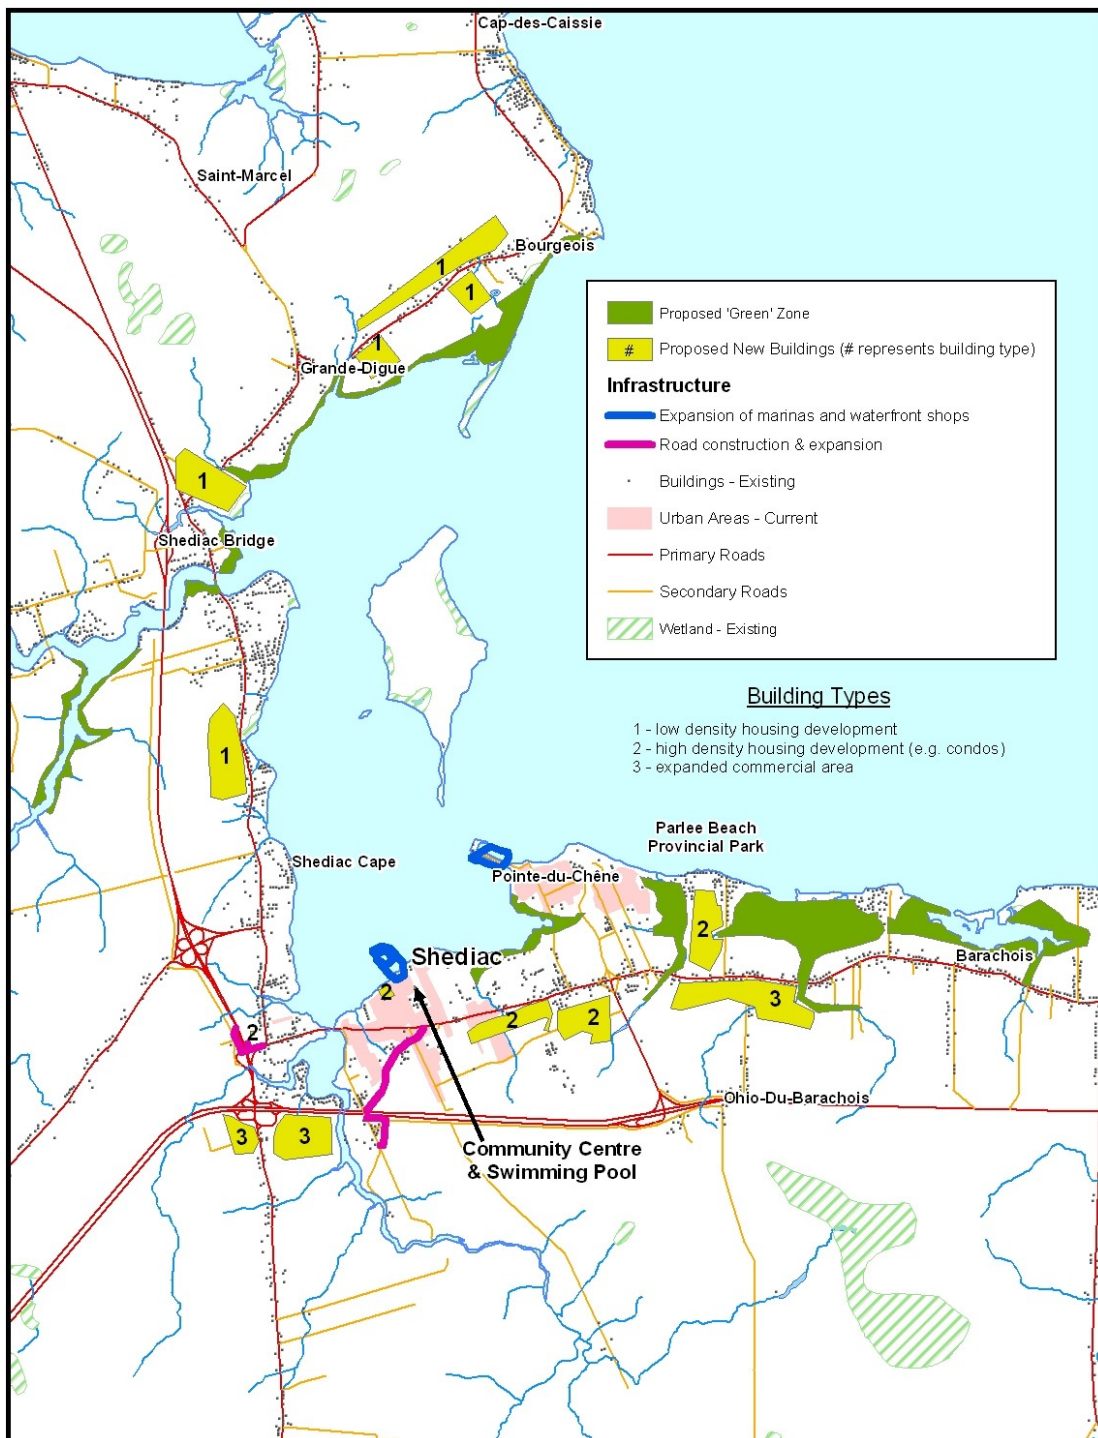 Cap-des-Caissie
Saint-Marcel
Bourgeois
1
1
1
Grande-Digue
1
Shediac Bridge
Proposed 'Green' Zone
# Proposed New Buildings (# represents building type)
Infrastructure
Expansion of marinas and waterfront shops
Road construction & expansion
Buildings - Existing
Urban Areas - Current
Primary Roads
Secondary Roads
Wetland - Existing
Building Types
1 - low density housing development
2 - high density housing development (e.g. condos)
3 - expanded commercial area
1
Parlee Beach
Provincial Park
Shediac Cape
Pointe-du-Chêne
2
Shediac
Barachois
2
3
2
2
2
Ohio-Du-Barachois
3
3
Community Centre
& Swimming Pool